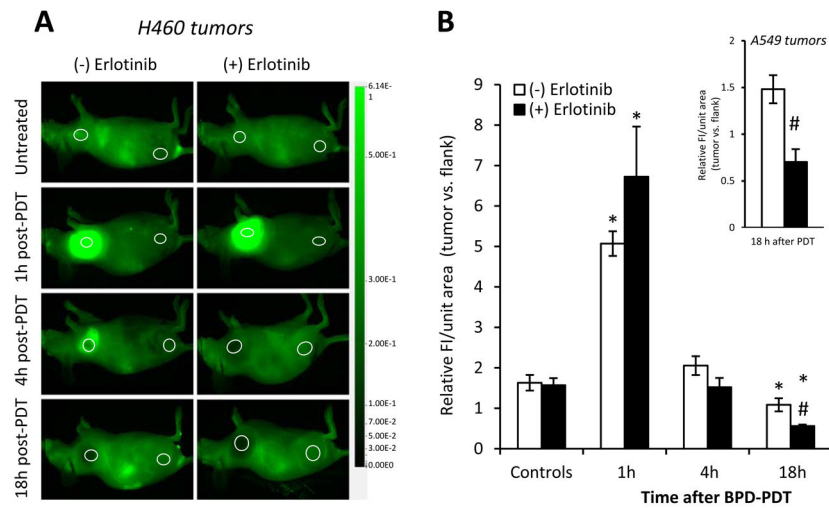 A
H460 tumors
(-) Erlotinib
(+) Erlotinib
Untreated
1h post-PDT
4h post-PDT
18h post-PDT
6.14E-
1
5.00E-1
3.00E-1
2.00E-1
1.00E-1
7.00E-2
5.00E-2
3.00E-2
0.00E0
B
Relative FI/unit area (tumor vs. flank)
9
8
7
6
5
4
3
2
1
0
(-) Erlotinib
(+) Erlotinib
*
*
*
*
#
Controls
1h
4h
18h
Time after BPD-PDT
A549 tumors
Relative FI/unit area
(tumor vs. flank)
2
1.5
1
0.5
0
#
18 h after PDT